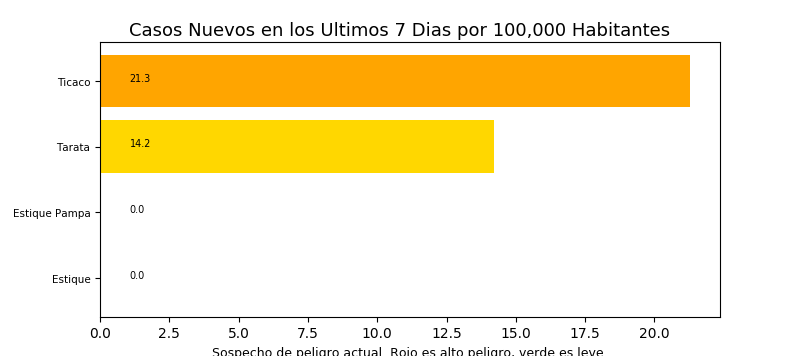 Casos Nuevos en los Ultimos 7 Dias por 100,000 Habitantes
Ticaco 21.3
Tarata 14.2
Estique Pampa 0.0
Estique 0.0
0.0 2.5 5.0 7.5 10.0 12.5 15.0 17.5 20.0
Sospecho de peligro actual. Rojo es alto peligro, verde es leve